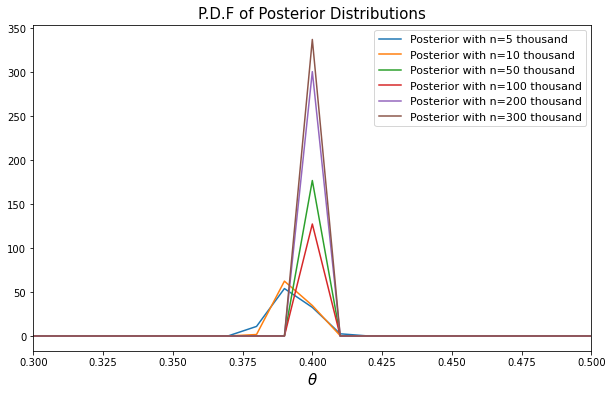 P.D.F of Posterior Distributions
350
300
250
200
150
100
50
0
Posterior with n=5 thousand
Posterior with n=10 thousand
Posterior with n=50 thousand
Posterior with n=100 thousand
Posterior with n=200 thousand
Posterior with n=300 thousand
0.300 0.325 0.350 0.375 0.400 0.425 0.450 0.475 0.500
θ